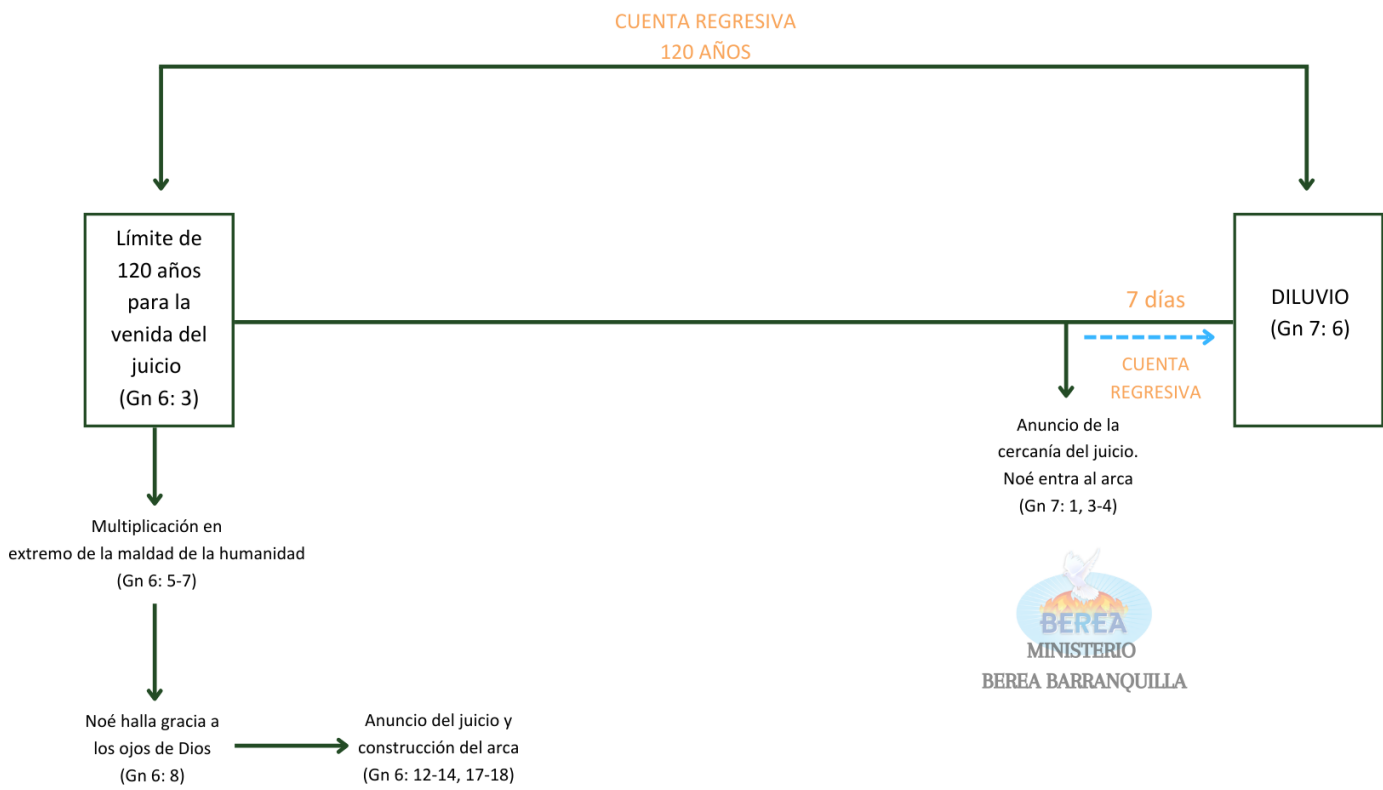 CUENTA REGRESIVA
120 AÑOS
Límite de
120 años
para la
venida del
juicio
(Gn 6: 3)
7 días
CUENTA
REGRESIVA
DILUVIO
(Gn 7: 6)
Anuncio de la
cercanía del juicio.
Noé entra al arca
(Gn 7: 1, 3-4)
Multiplicación en
extremo de la maldad de la humanidad
(Gn 6: 5-7)
Noé halla gracia a
los ojos de Dios
(Gn 6: 8)
Anuncio del juicio y
construcción del arca
(Gn 6: 12-14, 17-18)
BEREA
MINISTERIO
BEREA BARRANQUILLA